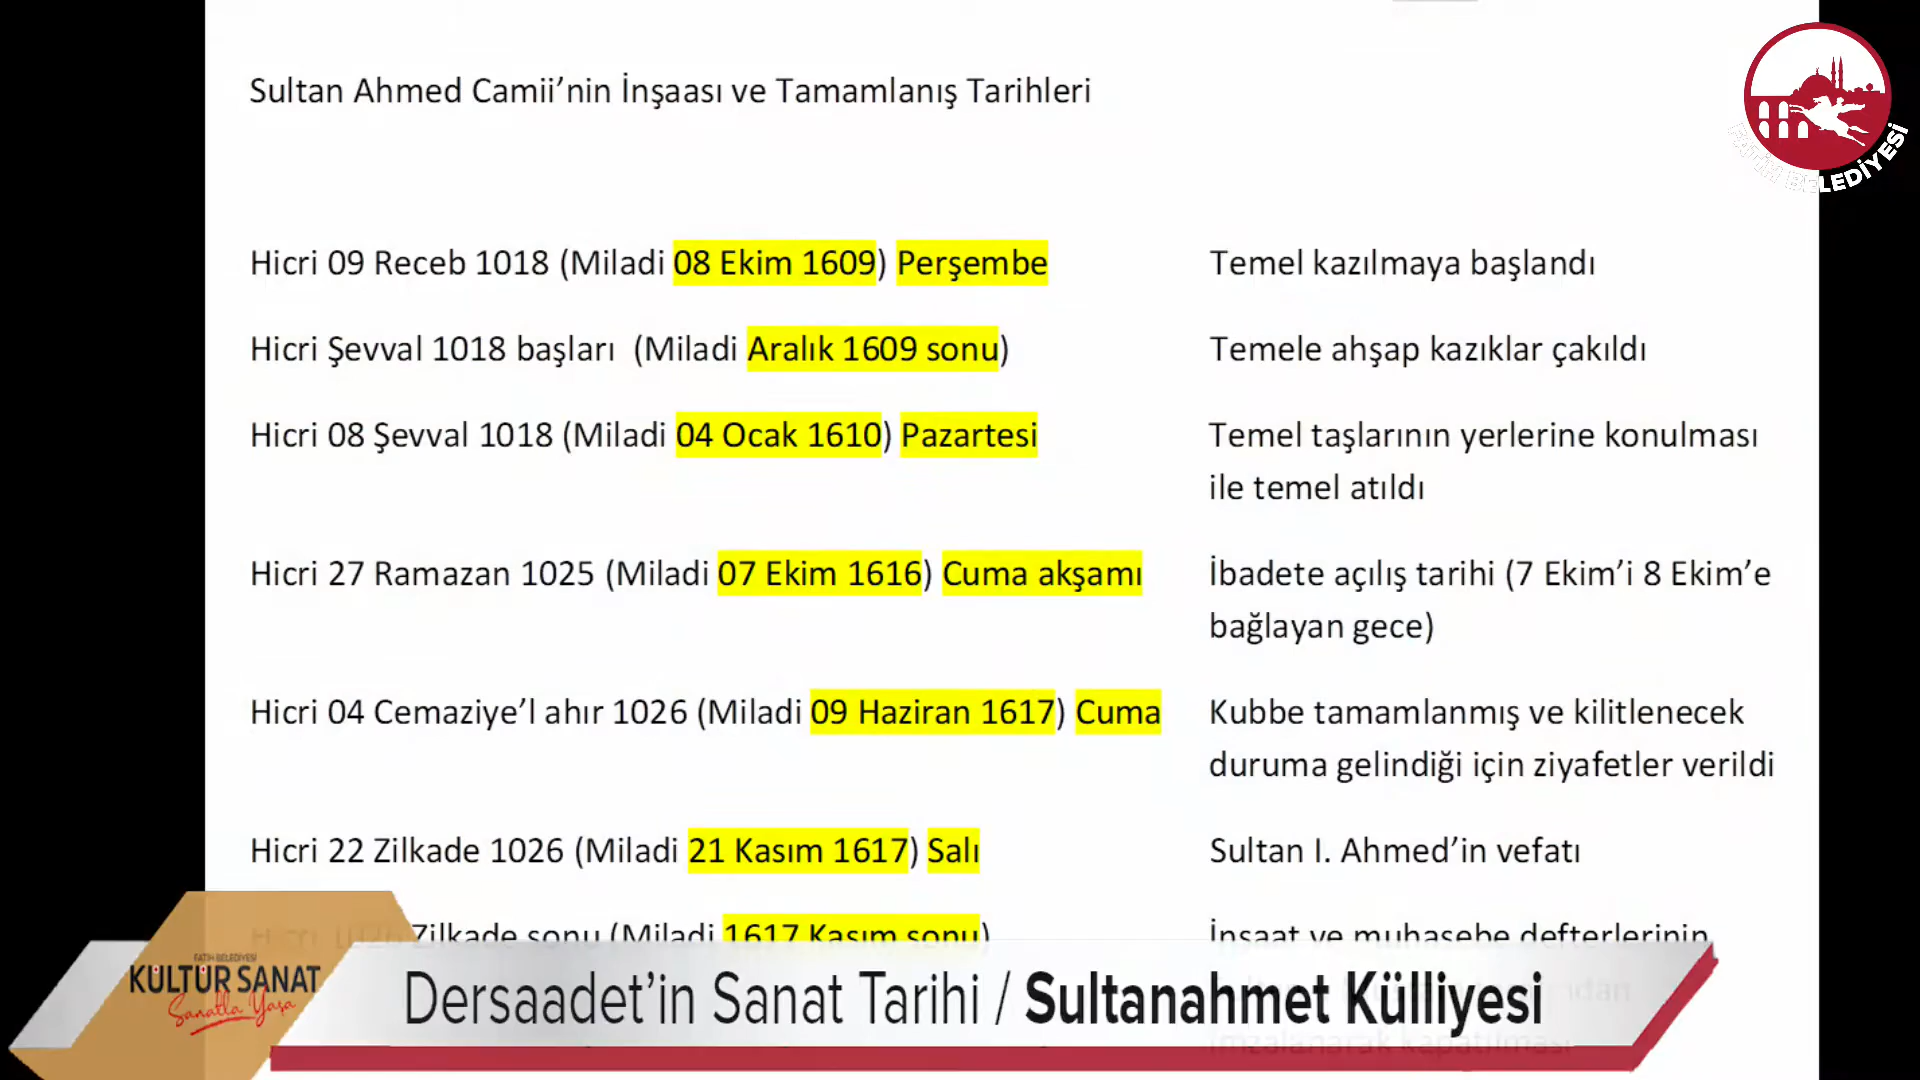 Sultan Ahmed Camii’nin İnşaası ve Tamamlanış Tarihleri
FATİH BELEDİYESİ
Hicri 09 Receb 1018 (Miladi 08 Ekim 1609) Perşembe Temel kazılmaya başlandı
Hicri Şevval 1018 başları (Miladi Aralık 1609 sonu) Temele ahşap kazıklar çakıldı
Hicri 08 Şevval 1018 (Miladi 04 Ocak 1610) Pazartesi Temel taşlarının yerlerine konulması
ile temel atıldı
Hicri 27 Ramazan 1025 (Miladi 07 Ekim 1616) Cuma akşamı İbadete açılış tarihi (7 Ekim’i 8 Ekim’e
bağlayan gece)
Hicri 04 Cemaziye’l ahır 1026 (Miladi 09 Haziran 1617) Cuma Kubbe tamamlanmış ve kilitlenecek
duruma gelindiği için ziyafetler verildi
Hicri 22 Zilkade 1026 (Miladi 21 Kasım 1617) Salı Sultan I. Ahmed’in vefatı
Zilkade sonu (Miladi 1617 Kasım sonu) İnşaat ve muhasebe defterlerinin
imzalanarak kapatılması
FATİH BELEDİYESİ
KÜLTÜR SANAT
Sanatla Yaşa
Dersaadet’in Sanat Tarihi / Sultanahmet Külliyesi